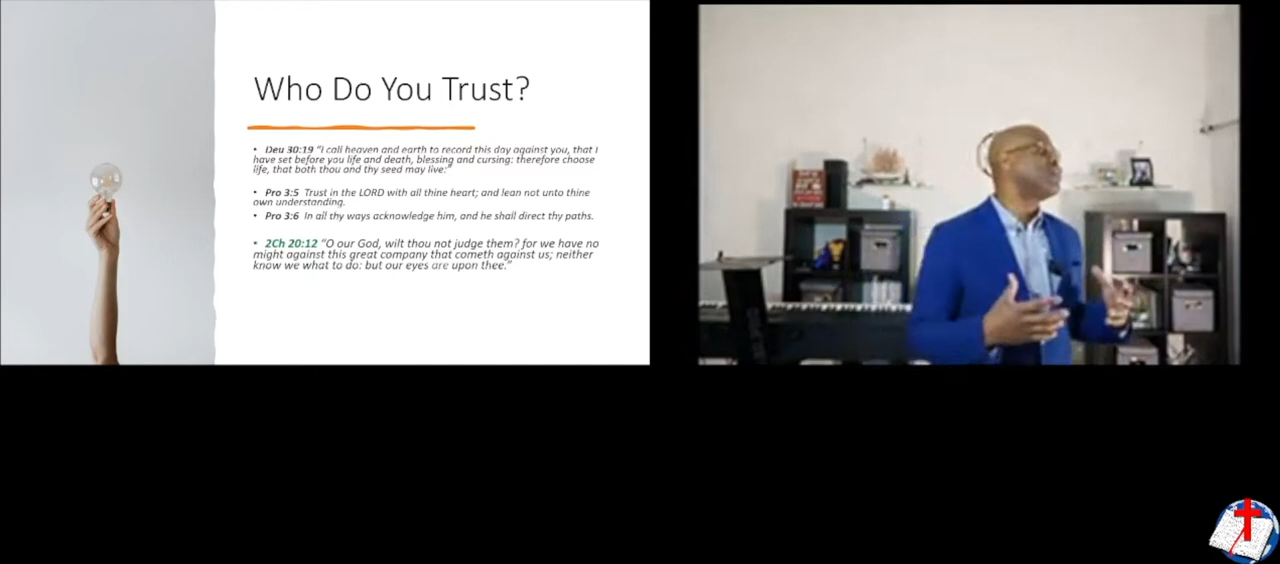 Who Do You Trust?
• Deu 30:19 "I call heaven and earth to record this day against you, that I
have set before you life and death, blessing and cursing: therefore choose
life, that both thou and thy seed may live:"
• Pro 3:5 Trust in the LORD with all thine heart; and lean not unto thine
own understanding.
• Pro 3:6 In all thy ways acknowledge him, and he shall direct thy paths.
• 2Ch 20:12 "O our God, wilt thou not judge them? for we have no
might against this great company that cometh against us; neither
know we what to do: but our eyes are upon thee."